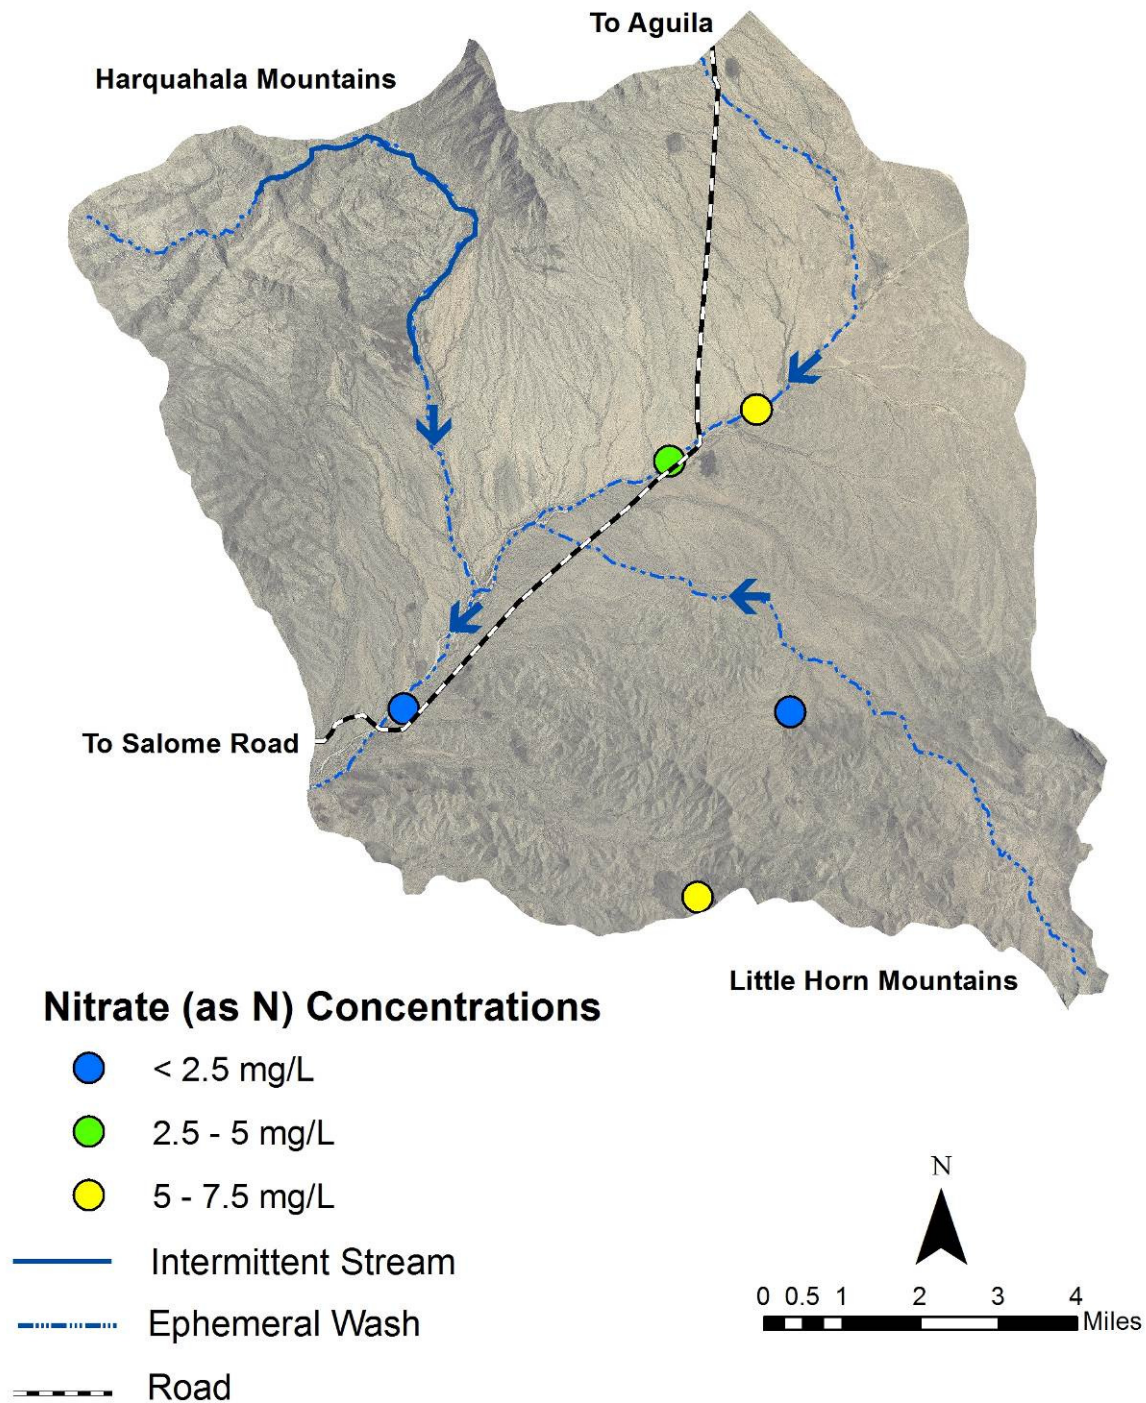 To Aguila
Harquahala Mountains
To Salome Road
Little Horn Mountains
Nitrate (as N) Concentrations
< 2.5 mg/L
2.5 - 5 mg/L
5 - 7.5 mg/L
Intermittent Stream
Ephemeral Wash
Road
N
0 0.5 1 2 3 4
Miles